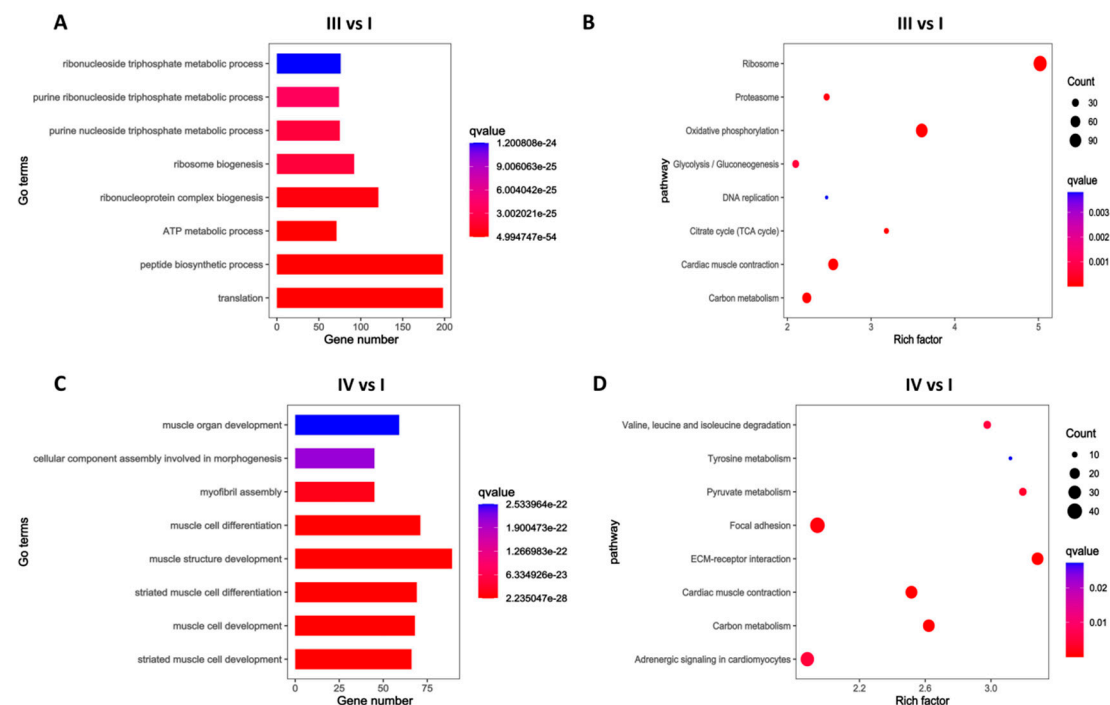 A
III vs I
ribonucleoside triphosphate metabolic process
purine ribonucleoside triphosphate metabolic process
purine nucleoside triphosphate metabolic process
ribosome biogenesis
ribonucleoprotein complex biogenesis
ATP metabolic process
peptide biosynthetic process
translation
Go terms
0 50 100 150 200
Gene number
qvalue
1.200808e-24
9.006063e-25
6.004042e-25
3.002021e-25
4.994747e-54
B
III vs I
Ribosome
Proteasome
Oxidative phosphorylation
Glycolysis / Gluconeogenesis
DNA replication
Citrate cycle (TCA cycle)
Cardiac muscle contraction
Carbon metabolism
pathway
2 3 4 5
Rich factor
Count
30
60
90
qvalue
0.003
0.002
0.001
C
IV vs I
muscle organ development
cellular component assembly involved in morphogenesis
myofibril assembly
muscle cell differentiation
muscle structure development
striated muscle cell differentiation
muscle cell development
striated muscle cell development
Go terms
0 25 50 75
Gene number
qvalue
2.533964e-22
1.900473e-22
1.266983e-22
6.334926e-23
2.235047e-28
D
IV vs I
Valine, leucine and isoleucine degradation
Tyrosine metabolism
Pyruvate metabolism
Focal adhesion
ECM-receptor interaction
Cardiac muscle contraction
Carbon metabolism
Adrenergic signaling in cardiomyocytes
pathway
2.2 2.6 3.0
Rich factor
Count
10
20
30
40
qvalue
0.02
0.01